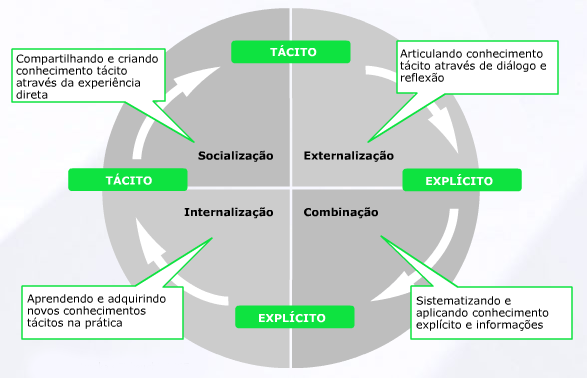 TÁCITO
Compartilhando e criando
conhecimento tácito
através da experiência
direta
Articulando conhecimento
tácito através de diálogo e
reflexão
Socialização
Externalização
TÁCITO
EXPLÍCITO
Internalização
Combinação
Aprendendo e adquirindo
novos conhecimentos
tácitos na prática
EXPLÍCITO
Sistematizando e
aplicando conhecimento
explícito e informações